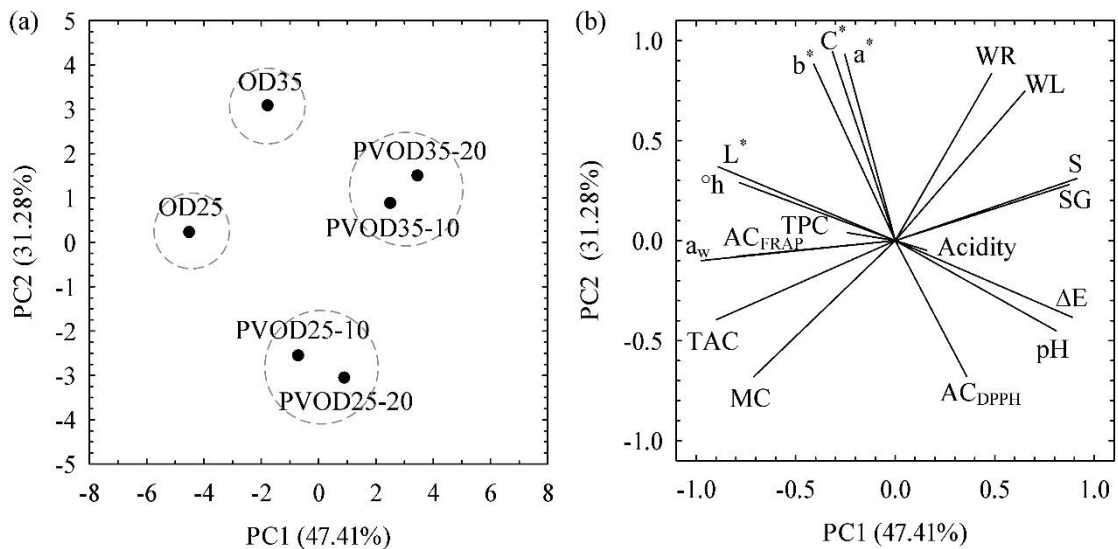 (a)
5
4
3
2
1
0
-1
-2
-3
-4
-5
PC2 (31.28%)
OD35
PVOD35-20
PVOD35-10
OD25
PVOD25-10
PVOD25-20
-8 -6 -4 -2 0 2 4 6 8
PC1 (47.41%)
(b)
1.0
0.5
0.0
-0.5
-1.0
PC2 (31.28%)
C* a*
b*
WR
WL
L*
°h
S
SG
TPC
AC_FRAP
a_w
Acidity
ΔE
TAC
pH
MC
AC_DPPH
-1.0 -0.5 0.0 0.5 1.0
PC1 (47.41%)